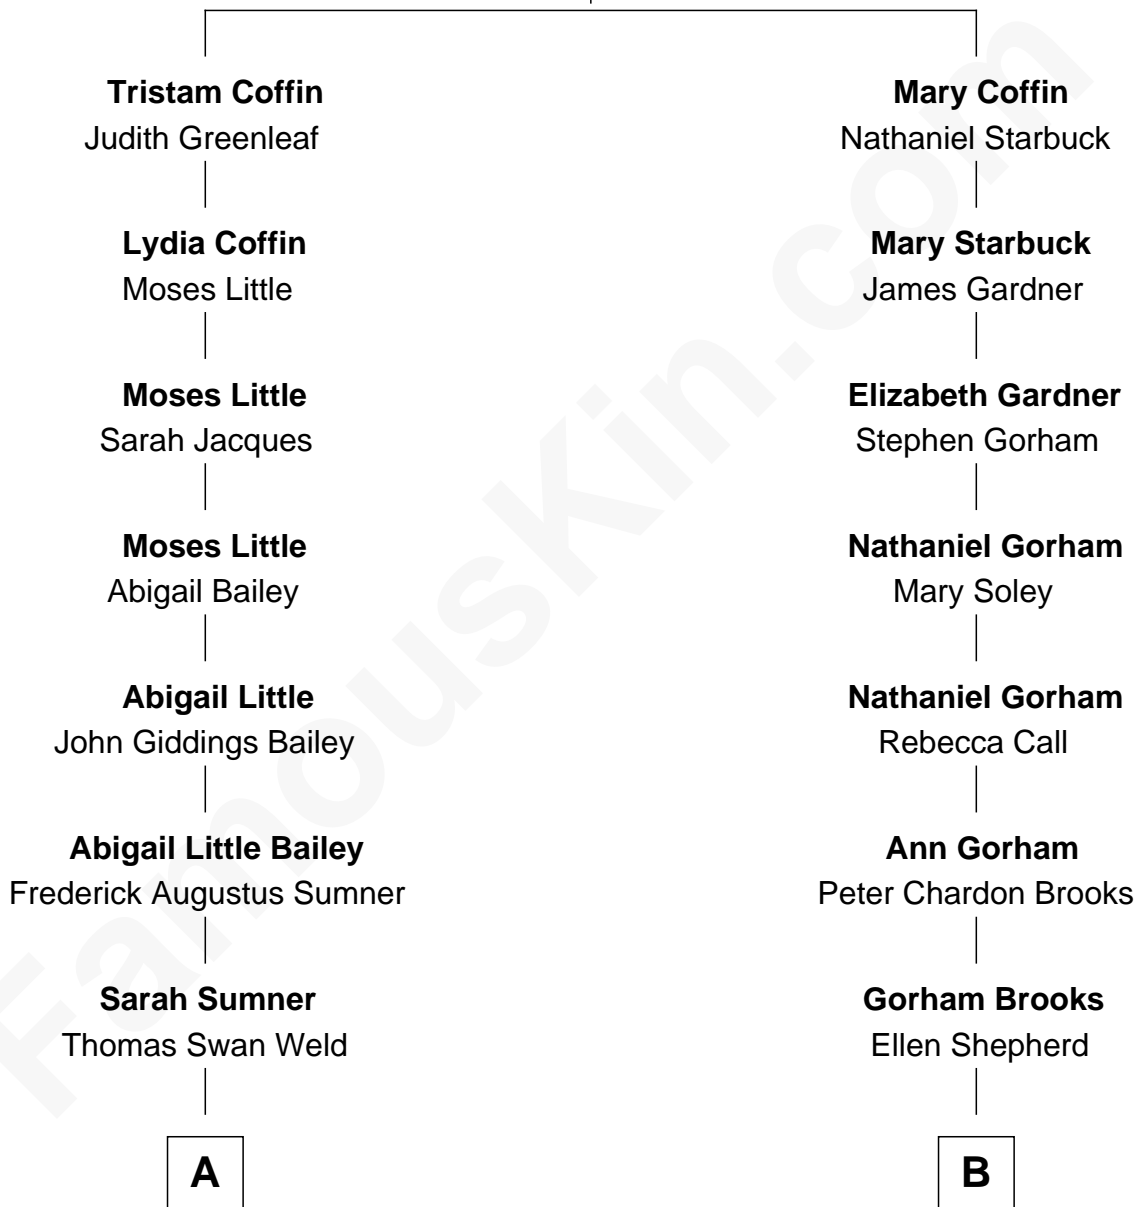 Tristam Coffin
Judith Greenleaf
Lydia Coffin
Moses Little
Moses Little
Sarah Jacques
Moses Little
Abigail Bailey
Abigail Little
John Giddings Bailey
Abigail Little Bailey
Frederick Augustus Sumner
Sarah Sumner
Thomas Swan Weld
A
Mary Coffin
Nathaniel Starbuck
Mary Starbuck
James Gardner
Elizabeth Gardner
Stephen Gorham
Nathaniel Gorham
Mary Soley
Nathaniel Gorham
Rebecca Call
Ann Gorham
Peter Chardon Brooks
Gorham Brooks
Ellen Shepherd
B
FamousKin.com